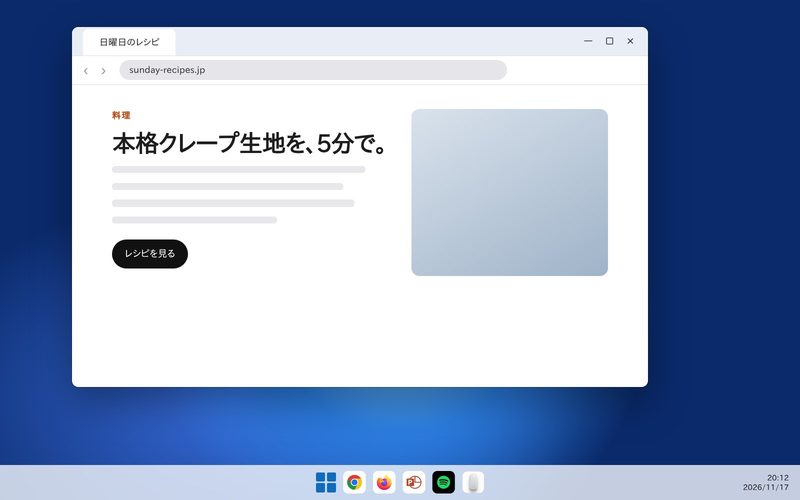 日曜日のレシピ
sunday-recipes.jp
料理
本格クレープ生地を、5分で。
レシピを見る
20:12
2026/11/17